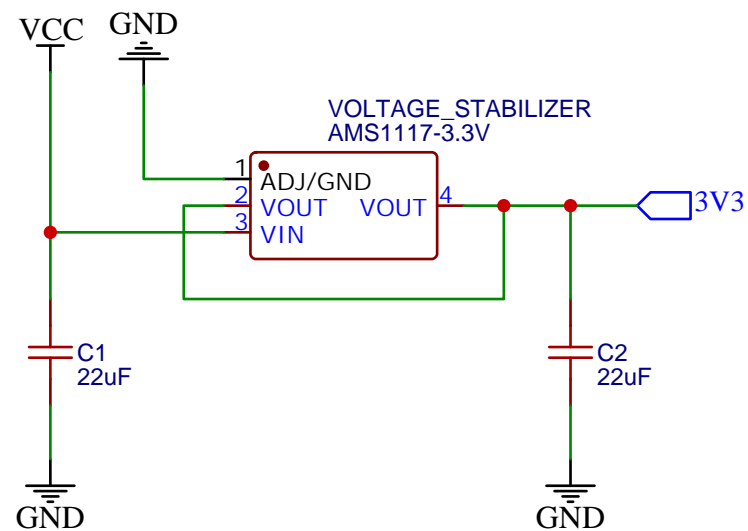 VCC
GND
VOLTAGE_STABILIZER
AMS1117-3.3V
1
ADJ/GND
2
VOUT
VOUT
4
3V3
3
VIN
C1
22uF
C2
22uF
GND
GND